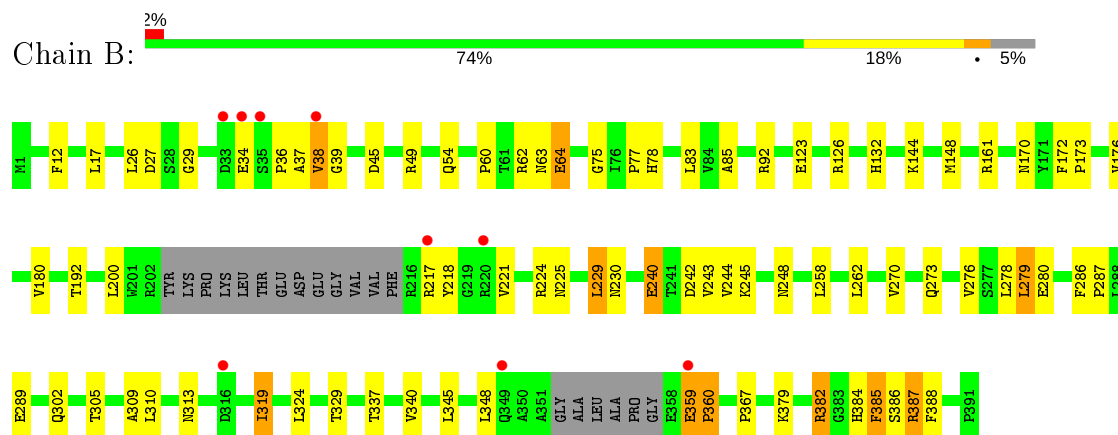 2%
Chain B:
74% 18% • 5%
M1 F12 L17 L26 D27 S28 G29 D33 E34 S35 P36 A37 V38 G39 D45 R49 Q54 P60 T61 R62 N63 E64 G75 I76 P77 H78 L83 V84 A85 R92 E123 R126 H132 K144 M148 R161 N170 Y171 F172 P173 V176
V180 T192 L200 W201 R202 TYR LYS PRO LYS LEU THR GLU ASP GLU GLY VAL VAL PHE R216 R217 Y218 G219 R220 V221 R224 N225 L229 N230 E240 T241 D242 V243 V244 K245 N248 L258 L262 V270 Q273 V276 S277 L278 L279 E280 F286 P287 L288
E289 Q302 T305 A309 L310 N313 D316 I319 L324 T329 T337 V340 L345 L348 Q349 A350 A351 GLY ALA LEU ALA PRO GLY E358 E359 P360 P367 K379 R382 G383 H384 F385 S386 R387 F388 P391